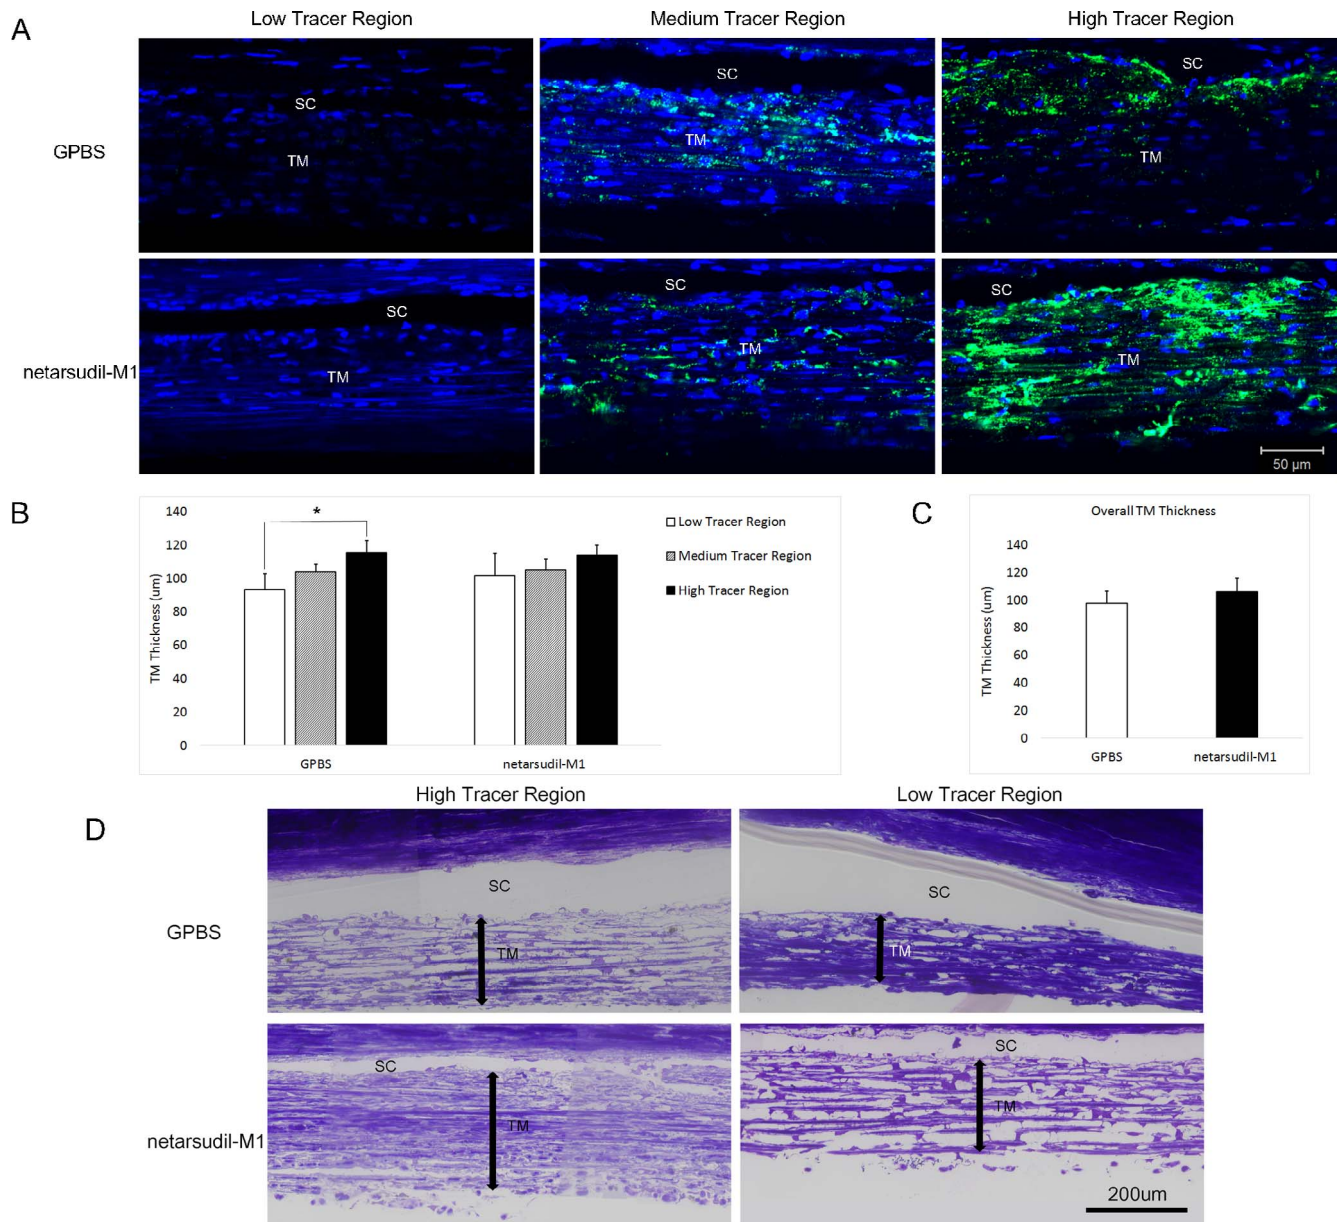 A
Low Tracer Region
Medium Tracer Region
High Tracer Region
GPBS
SC
TM
SC
TM
SC
TM
netarsudil-M1
SC
TM
SC
TM
SC
TM
50 µm
B
140
120
100
80
60
40
20
0
TM Thickness (um)
*
GPBS
netarsudil-M1
Low Tracer Region
Medium Tracer Region
High Tracer Region
C
Overall TM Thickness
140
120
100
80
60
40
20
0
TM Thickness (um)
GPBS
netarsudil-M1
D
High Tracer Region
Low Tracer Region
GPBS
SC
TM
SC
TM
netarsudil-M1
SC
TM
SC
TM
200um